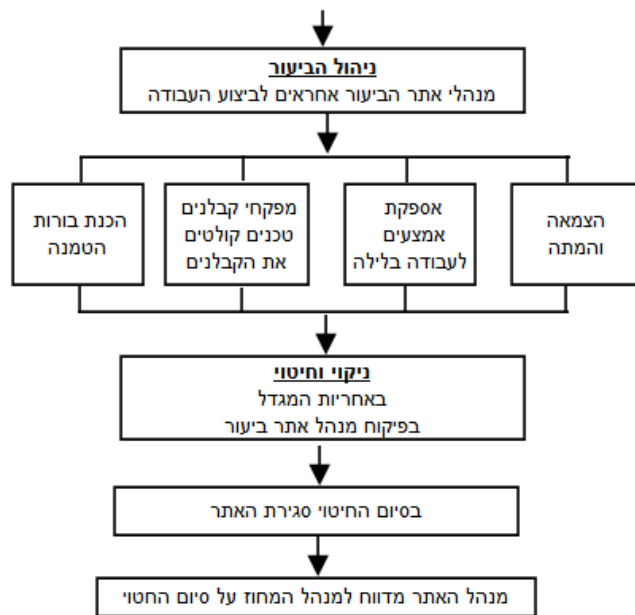 ניהול הביעור
מנהלי אתר הביעור אחראים לביצוע העבודה
הצמאה
והמתה
אספקת
אמצעים
לעבודה בלילה
מפקחי קבלנים
טכנים קולטים
את הקבלנים
הכנת בורות
הטמנה
ניקוי וחיטוי
באחריות המגדל
בפיקוח מנהל אתר ביעור
בסיום החיטוי סגירת האתר
מנהל האתר מדווח למנהל המחוז על סיום החטוי